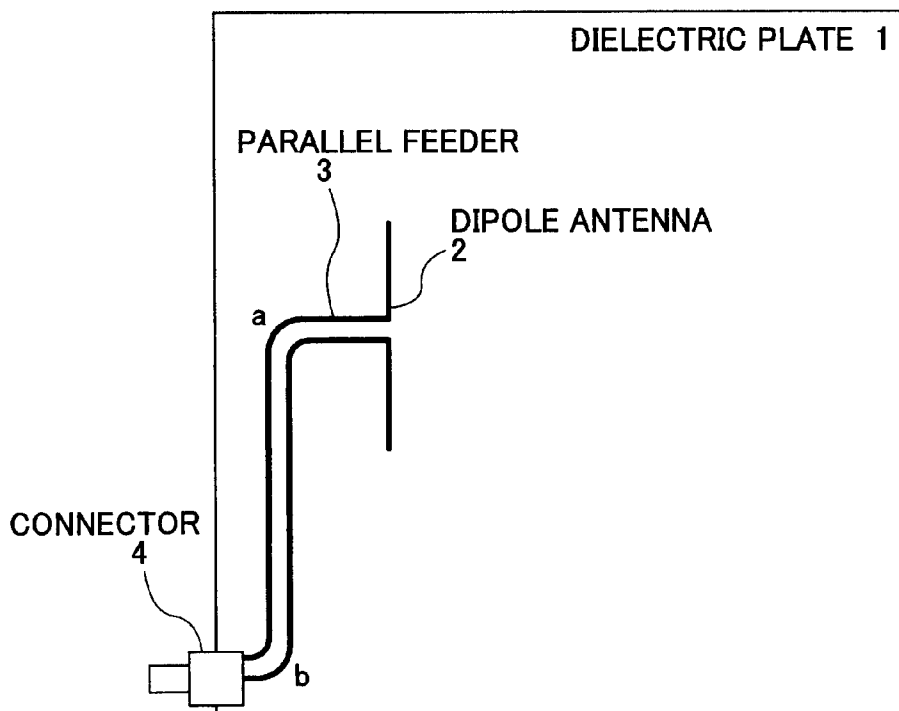 DIELECTRIC PLATE 1
PARALLEL FEEDER
3
DIPOLE ANTENNA
2
a
CONNECTOR
4
b